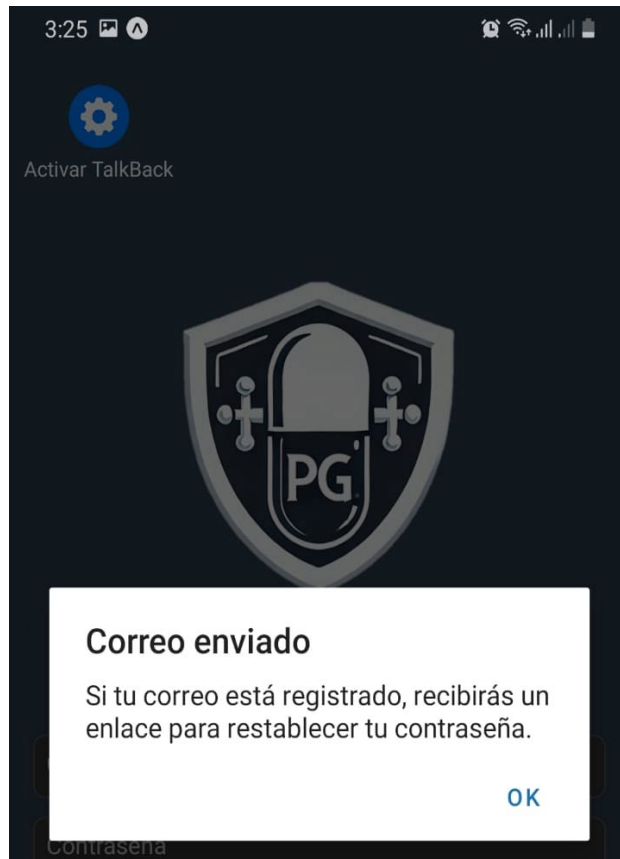 3:25
Activar TalkBack
PG
Correo enviado
Si tu correo está registrado, recibirás un
enlace para restablecer tu contraseña.
OK
Contraseña